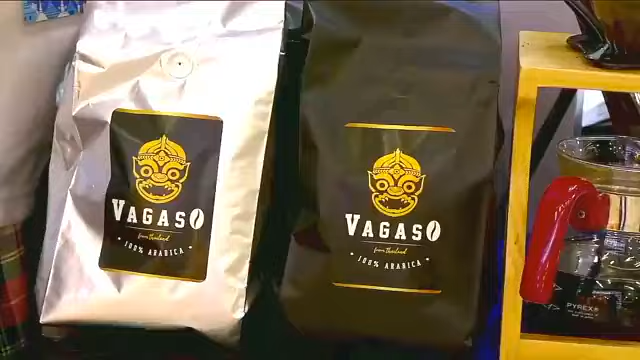 VAGASO
from thailand
• 100% ARABICA •
VAGASO
from thailand
• 100% ARABICA •
PYREX®